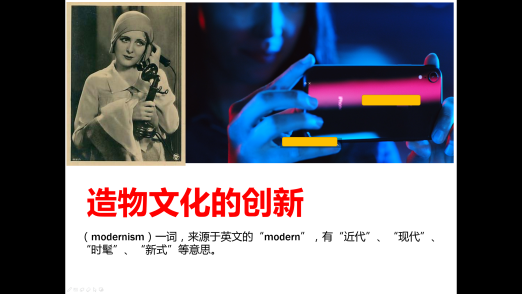 造物文化的创新
（modernism）一词，来源于英文的“modern”，有“近代”、“现代”、
“时髦”、“新式”等意思。